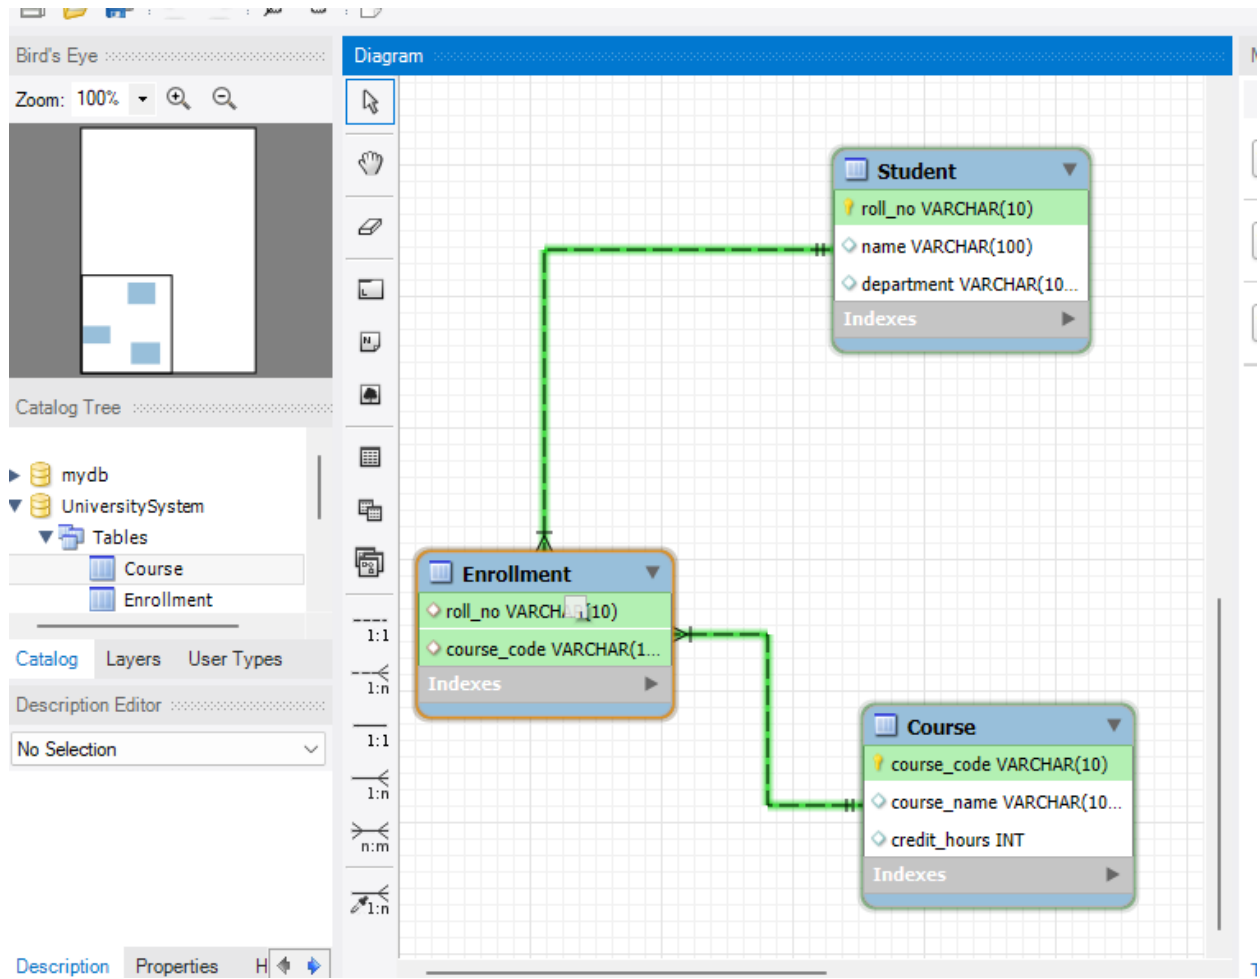 Bird's Eye
Zoom: 100%
Catalog Tree
mydb
UniversitySystem
Tables
Course
Enrollment
Catalog Layers User Types
Description Editor
No Selection
Description Properties H
Diagram
L
N
1:1
1:n
1:1
1:n
n:m
1:n
Student
roll_no VARCHAR(10)
name VARCHAR(100)
department VARCHAR(10...
Indexes
Enrollment
roll_no VARCHAR(10)
course_code VARCHAR(1...
Indexes
Course
course_code VARCHAR(10)
course_name VARCHAR(10...
credit_hours INT
Indexes